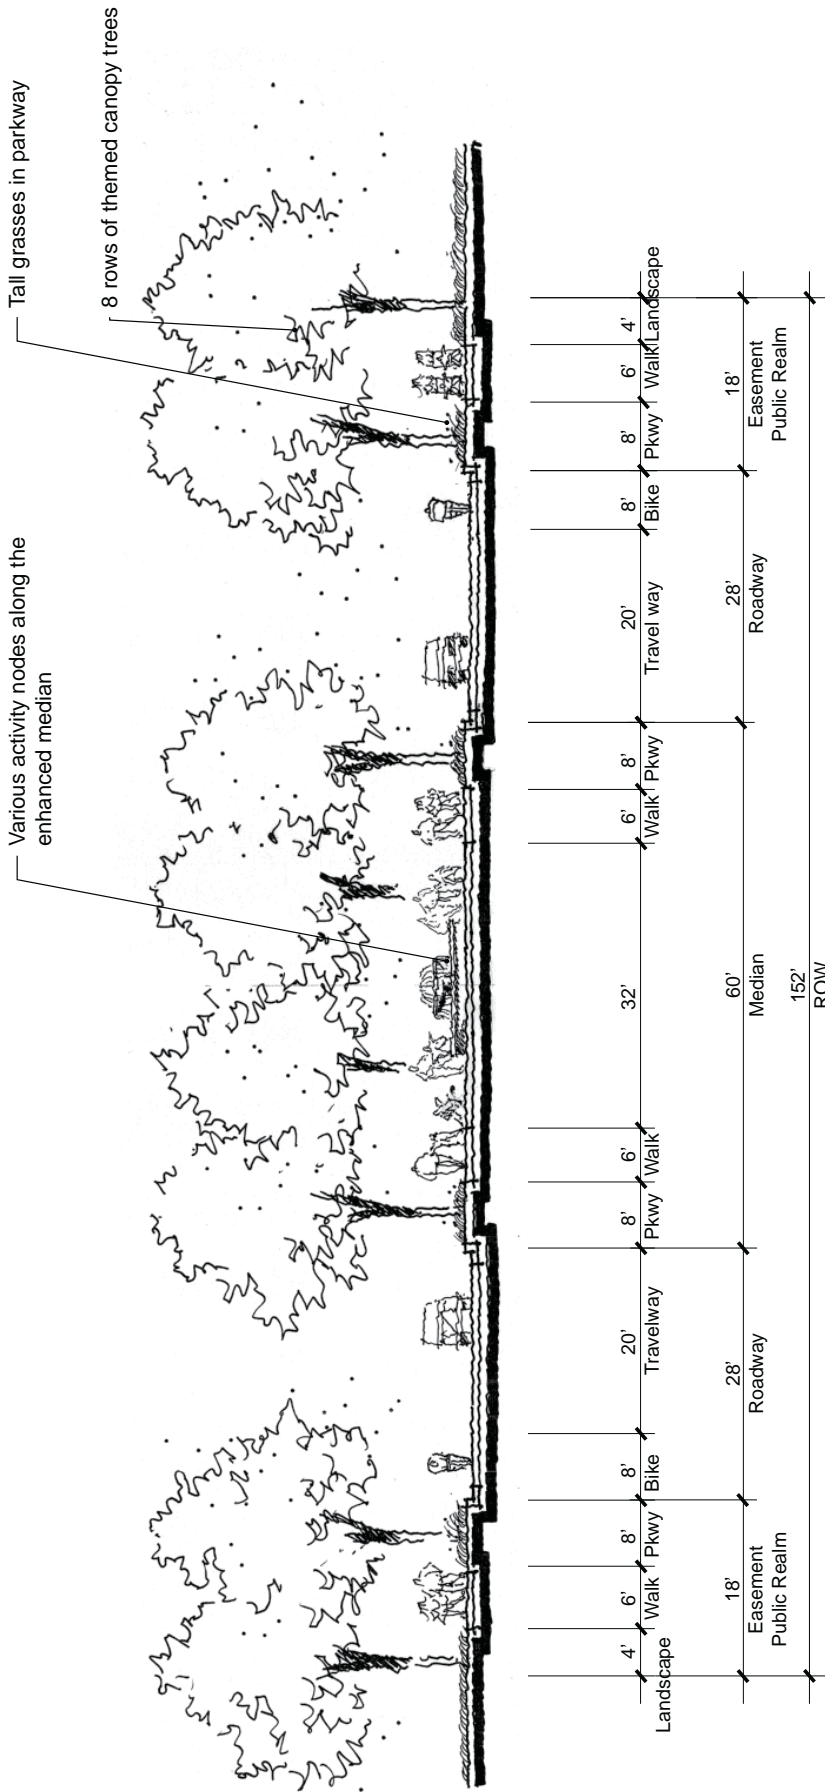 Various activity nodes along the
enhanced median
Tall grasses in parkway
8 rows of themed canopy trees
4'
Landscape
6'
Walk
8'
Pkwy
8'
Bike
20'
Travelway
8'
Pkwy
6'
Walk
32'
6'
Walk
8'
Pkwy
20'
Travel way
8'
Bike
8'
Pkwy
6'
Walk
4'
Landscape
18'
Easement
Public Realm
28'
Roadway
60'
Median
28'
Roadway
18'
Easement
Public Realm
152'
ROW